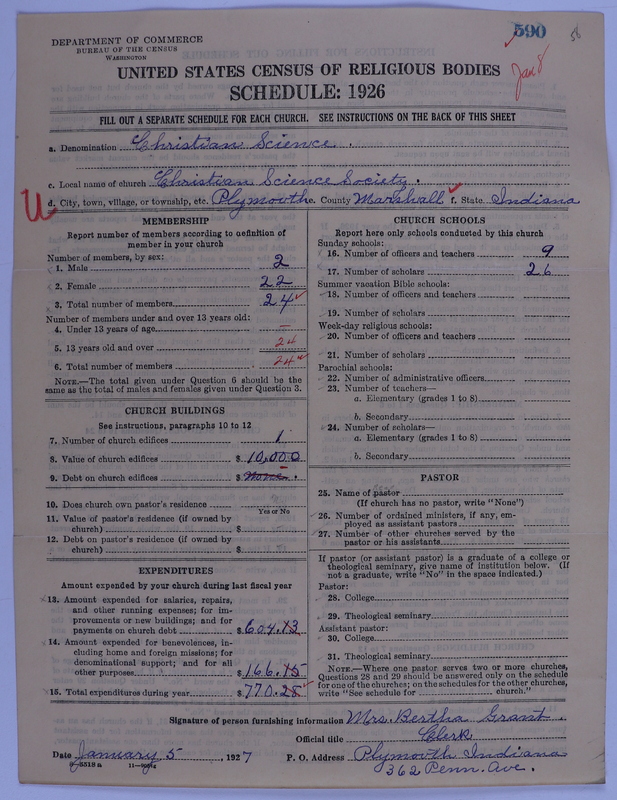 590
56
Jan 8
DEPARTMENT OF COMMERCE
BUREAU OF THE CENSUS
WASHINGTON
UNITED STATES CENSUS OF RELIGIOUS BODIES
SCHEDULE: 1926
FILL OUT A SEPARATE SCHEDULE FOR EACH CHURCH. SEE INSTRUCTIONS ON THE BACK OF THIS SHEET
a. Denomination Christian Science.
c. Local name of church Christian Science Society.
U d. City, town, village, or township, etc. Plymouth e. County Marshall f. State Indiana
MEMBERSHIP
Report number of members according to definition of
member in your church
Number of members, by sex:
1. Male 2
2. Female 22
3. Total number of members 24
Number of members under and over 13 years old:
4. Under 13 years of age –
5. 13 years old and over 24
6. Total number of members 24
NOTE.—The total given under Question 6 should be the
same as the total of males and females given under Question 3.
CHURCH BUILDINGS
See instructions, paragraphs 10 to 12
7. Number of church edifices 1
8. Value of church edifices $ 10,000
9. Debt on church edifices $ none.
10. Does church own pastor's residence
Yes or No
11. Value of pastor's residence (if owned by
church) $
12. Debt on pastor's residence (if owned by
church) $
EXPENDITURES
Amount expended by your church during last fiscal year
13. Amount expended for salaries, repairs,
and other running expenses; for im-
provements or new buildings; and for
payments on church debt $ 604.13
14. Amount expended for benevolences, in-
cluding home and foreign missions; for
denominational support; and for all
other purposes $ 166.15
15. Total expenditures during year $ 770.28
CHURCH SCHOOLS
Report here only schools conducted by this church
Sunday schools:
16. Number of officers and teachers 9
17. Number of scholars 26
Summer vacation Bible schools:
18. Number of officers and teachers
19. Number of scholars
Week-day religious schools:
20. Number of officers and teachers
21. Number of scholars
Parochial schools:
22. Number of administrative officers
23. Number of teachers—
a. Elementary (grades 1 to 8)
b. Secondary
24. Number of scholars—
a. Elementary (grades 1 to 8)
b. Secondary
PASTOR
25. Name of pastor
(If church has no pastor, write "None")
26. Number of ordained ministers, if any, em-
ployed as assistant pastors
27. Number of other churches served by the
pastor or his assistants
If pastor (or assistant pastor) is a graduate of a college or
theological seminary, give name of institution below. (If
not a graduate, write "No" in the space indicated.)
Pastor:
28. College
29. Theological seminary
Assistant pastor:
30. College
31. Theological seminary
NOTE.—Where one pastor serves two or more churches,
Questions 28 and 29 should be answered only on the schedule
for one of the churches; on the schedules for the other churches,
write "See schedule for church."
Signature of person furnishing information Mrs. Bertha Grant.
Official title Clerk
Date January 5, 1927 P. O. Address Plymouth Indiana
362 Penn. Ave.